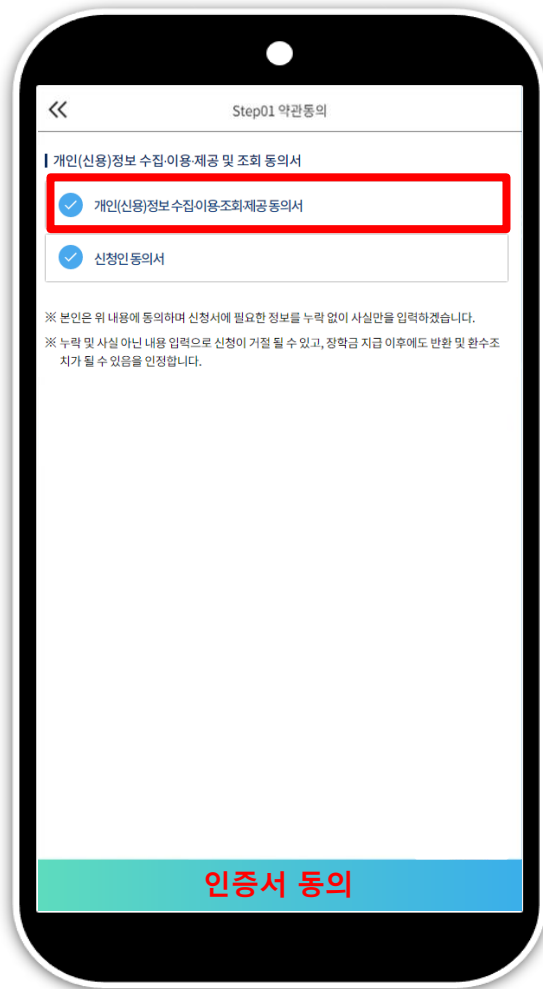 Step01 약관동의
개인(신용)정보 수집·이용·제공 및 조회 동의서
개인(신용)정보 수집·이용·조회·제공 동의서
신청인 동의서
※ 본인은 위 내용에 동의하며 신청서에 필요한 정보를 누락 없이 사실만을 입력하겠습니다.
※ 누락 및 사실 아닌 내용 입력으로 신청이 거절 될 수 있고, 장학금 지급 이후에도 반환 및 환수조
치가 될 수 있음을 인정합니다.
인증서 동의